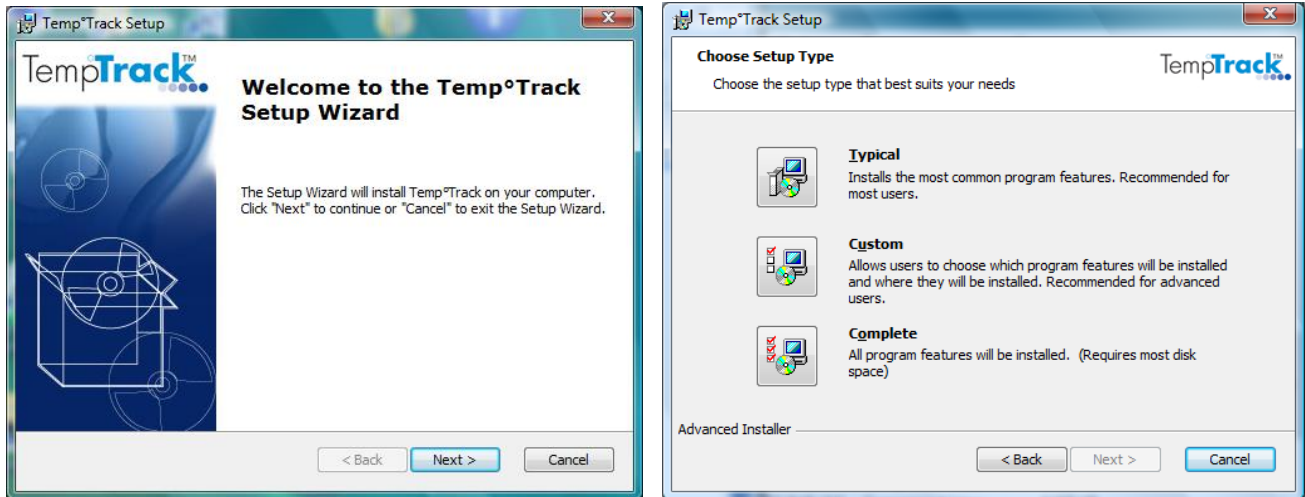 Temp°Track Setup
TempTrack™
Welcome to the Temp°Track
Setup Wizard
The Setup Wizard will install Temp°Track on your computer.
Click "Next" to continue or "Cancel" to exit the Setup Wizard.
< Back
Next >
Cancel
Temp°Track Setup
Choose Setup Type
Choose the setup type that best suits your needs
TempTrack™
Typical
Installs the most common program features. Recommended for
most users.
Custom
Allows users to choose which program features will be installed
and where they will be installed. Recommended for advanced
users.
Complete
All program features will be installed. (Requires most disk
space)
Advanced Installer
< Back
Next >
Cancel